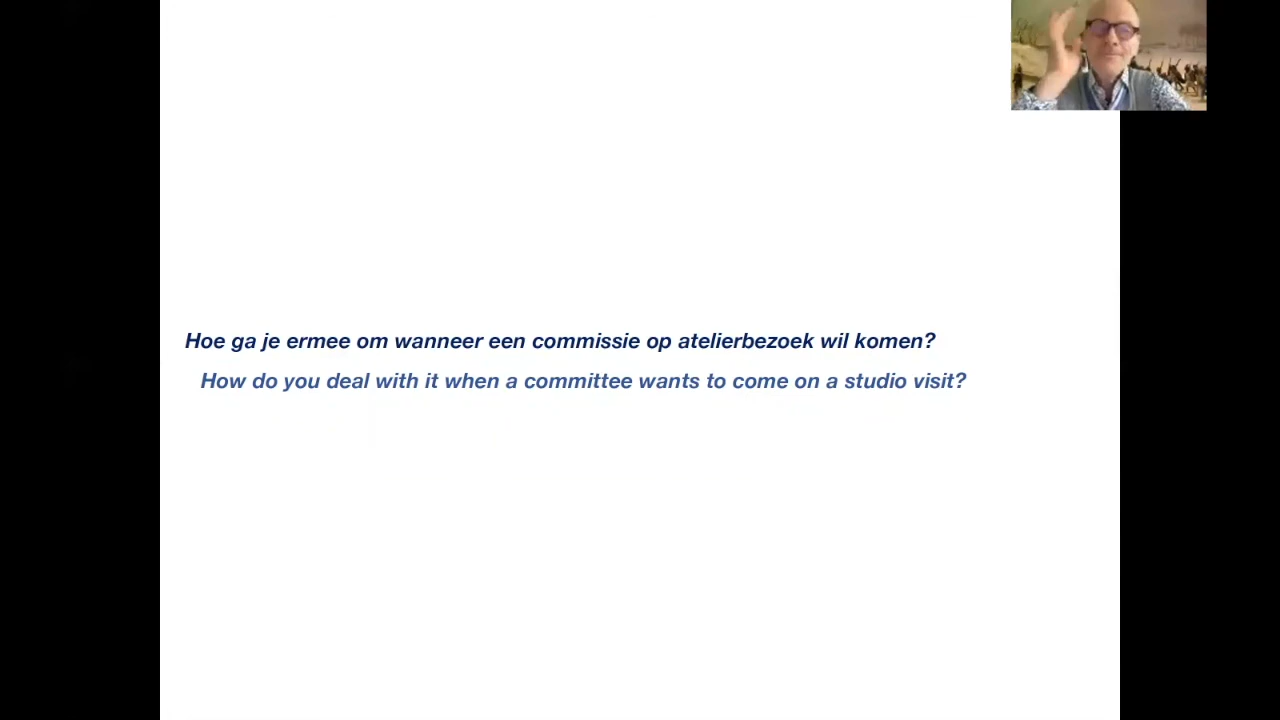 Hoe ga je ermee om wanneer een commissie op atelierbezoek wil komen?
How do you deal with it when a committee wants to come on a studio visit?